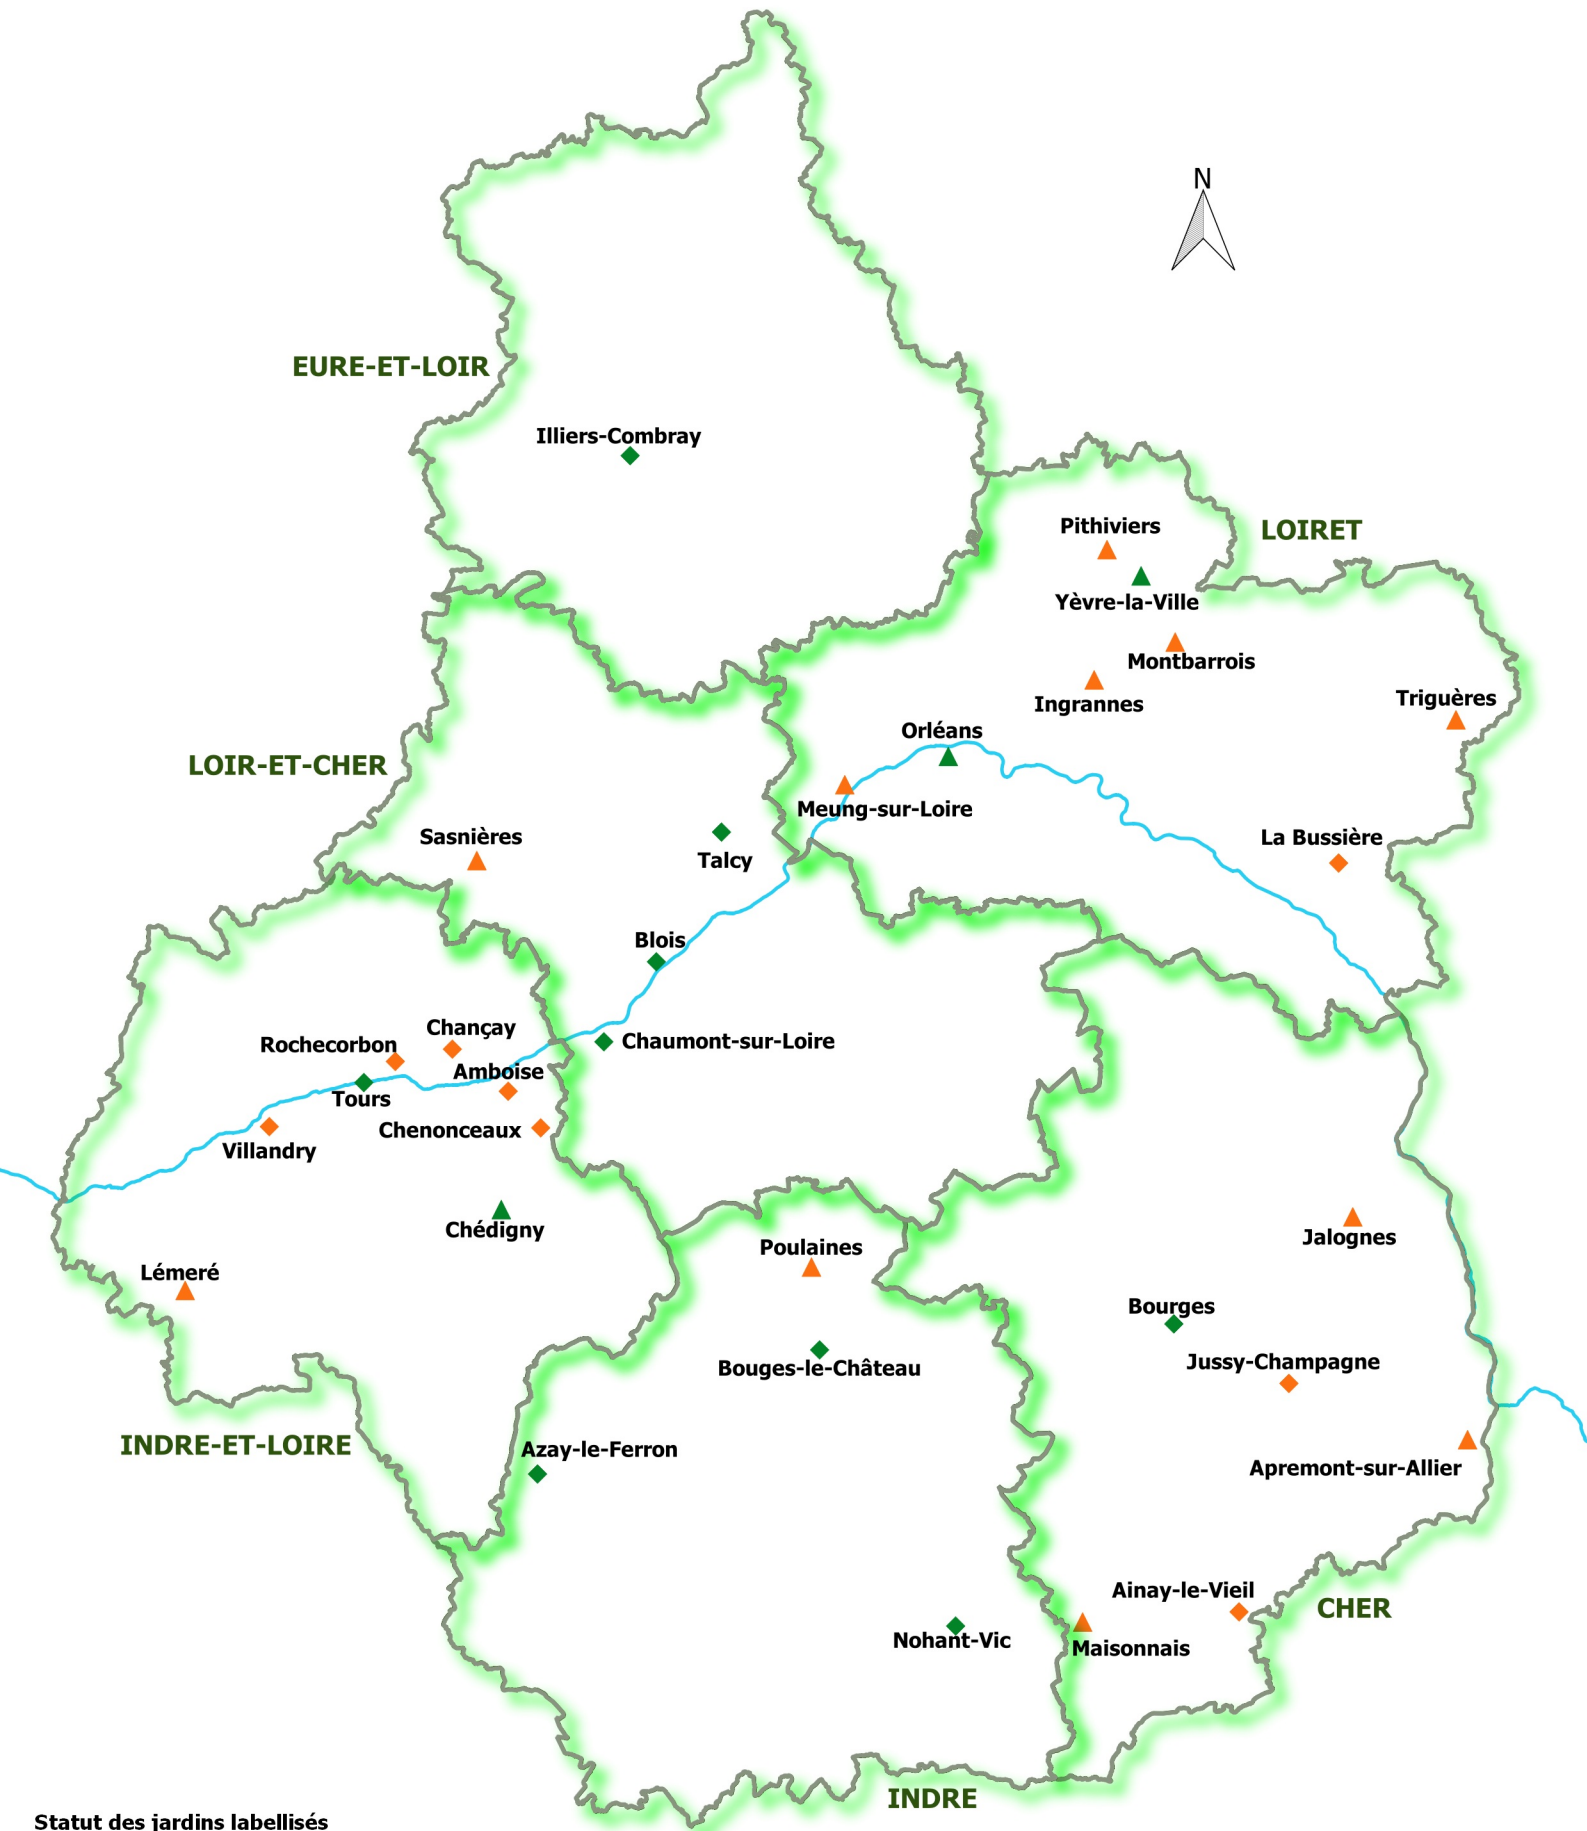 N
EURE-ET-LOIR
Illiers-Combray
Pithiviers
LOIRET
Yèvre-la-Ville
Montbarrois
Ingrannes
Triguères
Orléans
LOIR-ET-CHER
Meung-sur-Loire
Sasnières
La Bussière
Talcy
Blois
Chançay
Rochecorbon
Chaumont-sur-Loire
Amboise
Tours
Chenonceaux
Villandry
Chédigny
Jalognes
Poulaines
Lémeré
Bourges
Jussy-Champagne
Bouges-le-Château
INDRE-ET-LOIRE
Azay-le-Ferron
Apremont-sur-Allier
Ainay-le-Vieil
CHER
Nohant-Vic
Maisonnais
INDRE
Statut des jardins labellisés